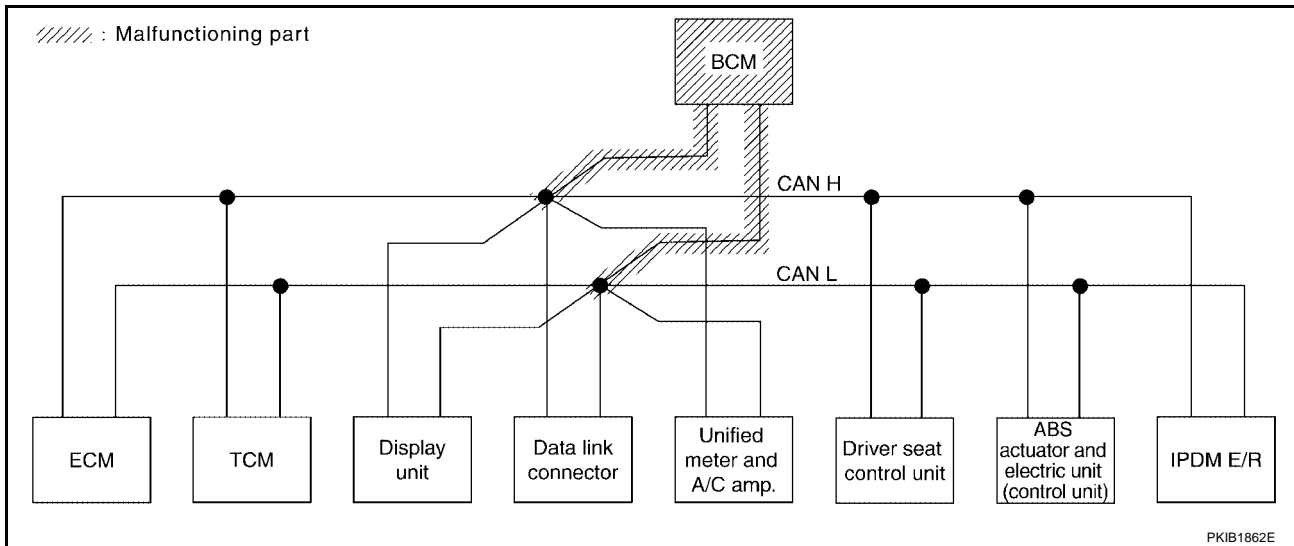 : Malfunctioning part
BCM
CAN H
CAN L
ECM
TCM
Display
unit
Data link
connector
Unified
meter and
A/C amp.
Driver seat
control unit
ABS
actuator and
electric unit
(control unit)
IPDM E/R
PKIB1862E